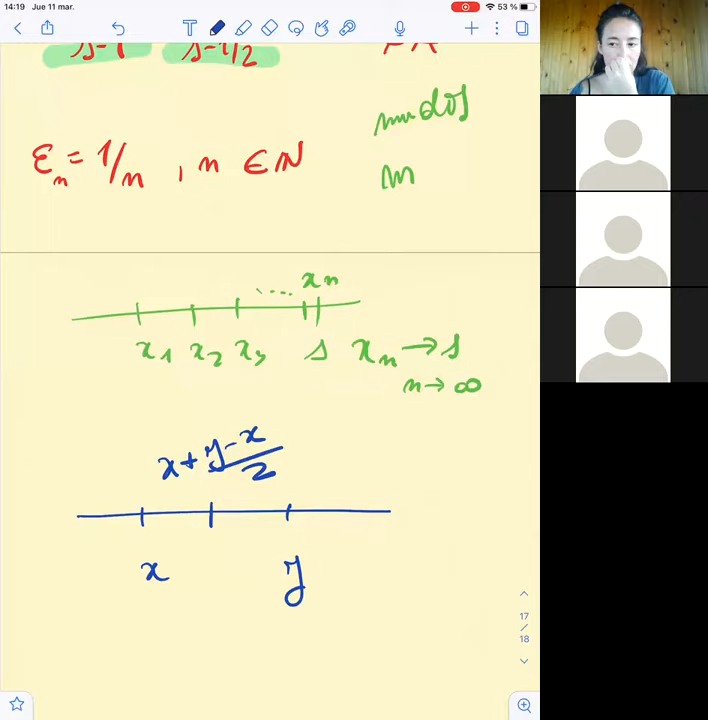 14:19 Jue 11 mar. 53 %
s-1 s-1/2
εₙ = 1/n , n ∈ ℕ
.... xₙ
x₁ x₂ x₃ s xₙ → s
n → ∞
x + y-x/2
x y
17
/
18